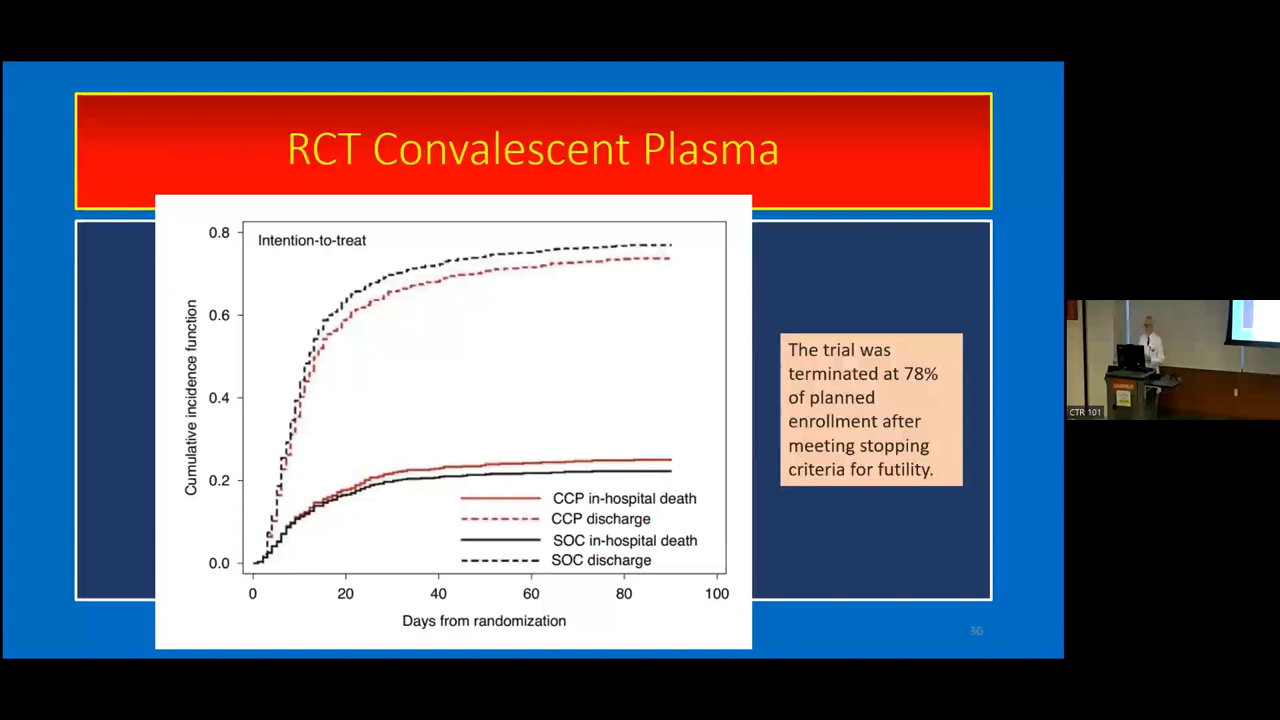 RCT Convalescent Plasma
Intention-to-treat
Cumulative incidence function
0.8
0.6
0.4
0.2
0.0
0
20
40
60
80
100
Days from randomization
CCP in-hospital death
CCP discharge
SOC in-hospital death
SOC discharge
The trial was
terminated at 78%
of planned
enrollment after
meeting stopping
criteria for futility.
30
CTR 101